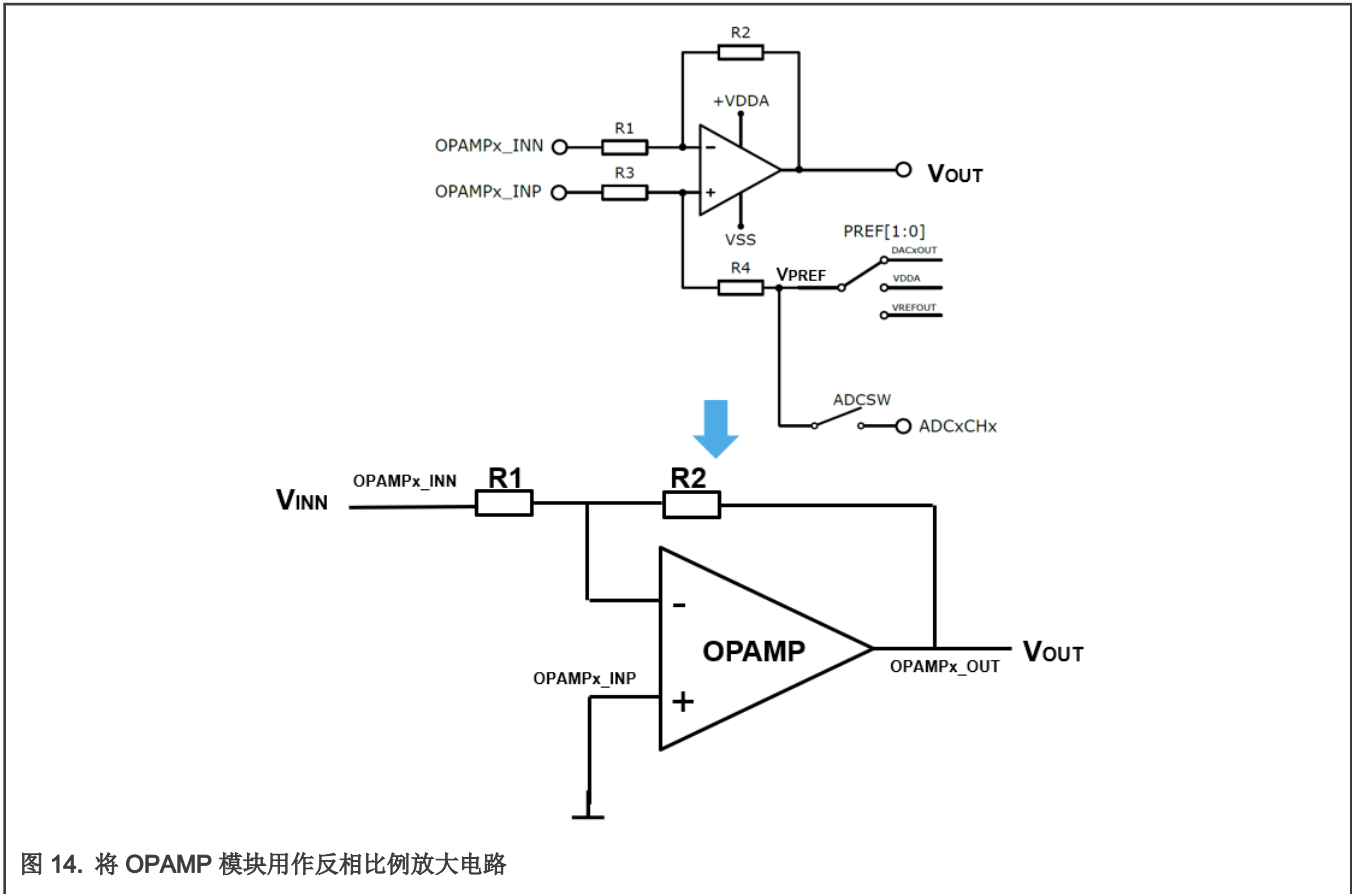 R2
+VDDA
R1
OPAMPx_INN
-
VOUT
R3
OPAMPx_INP
+
VSS
PREF[1:0]
DACxOUT
R4
VPREF
VDDA
VREFOUT
ADCSW
ADCxCHx
R1
R2
OPAMPx_INN
VINN
-
OPAMP
VOUT
OPAMPx_OUT
OPAMPx_INP
+
图 14. 将 OPAMP 模块用作反相比例放大电路